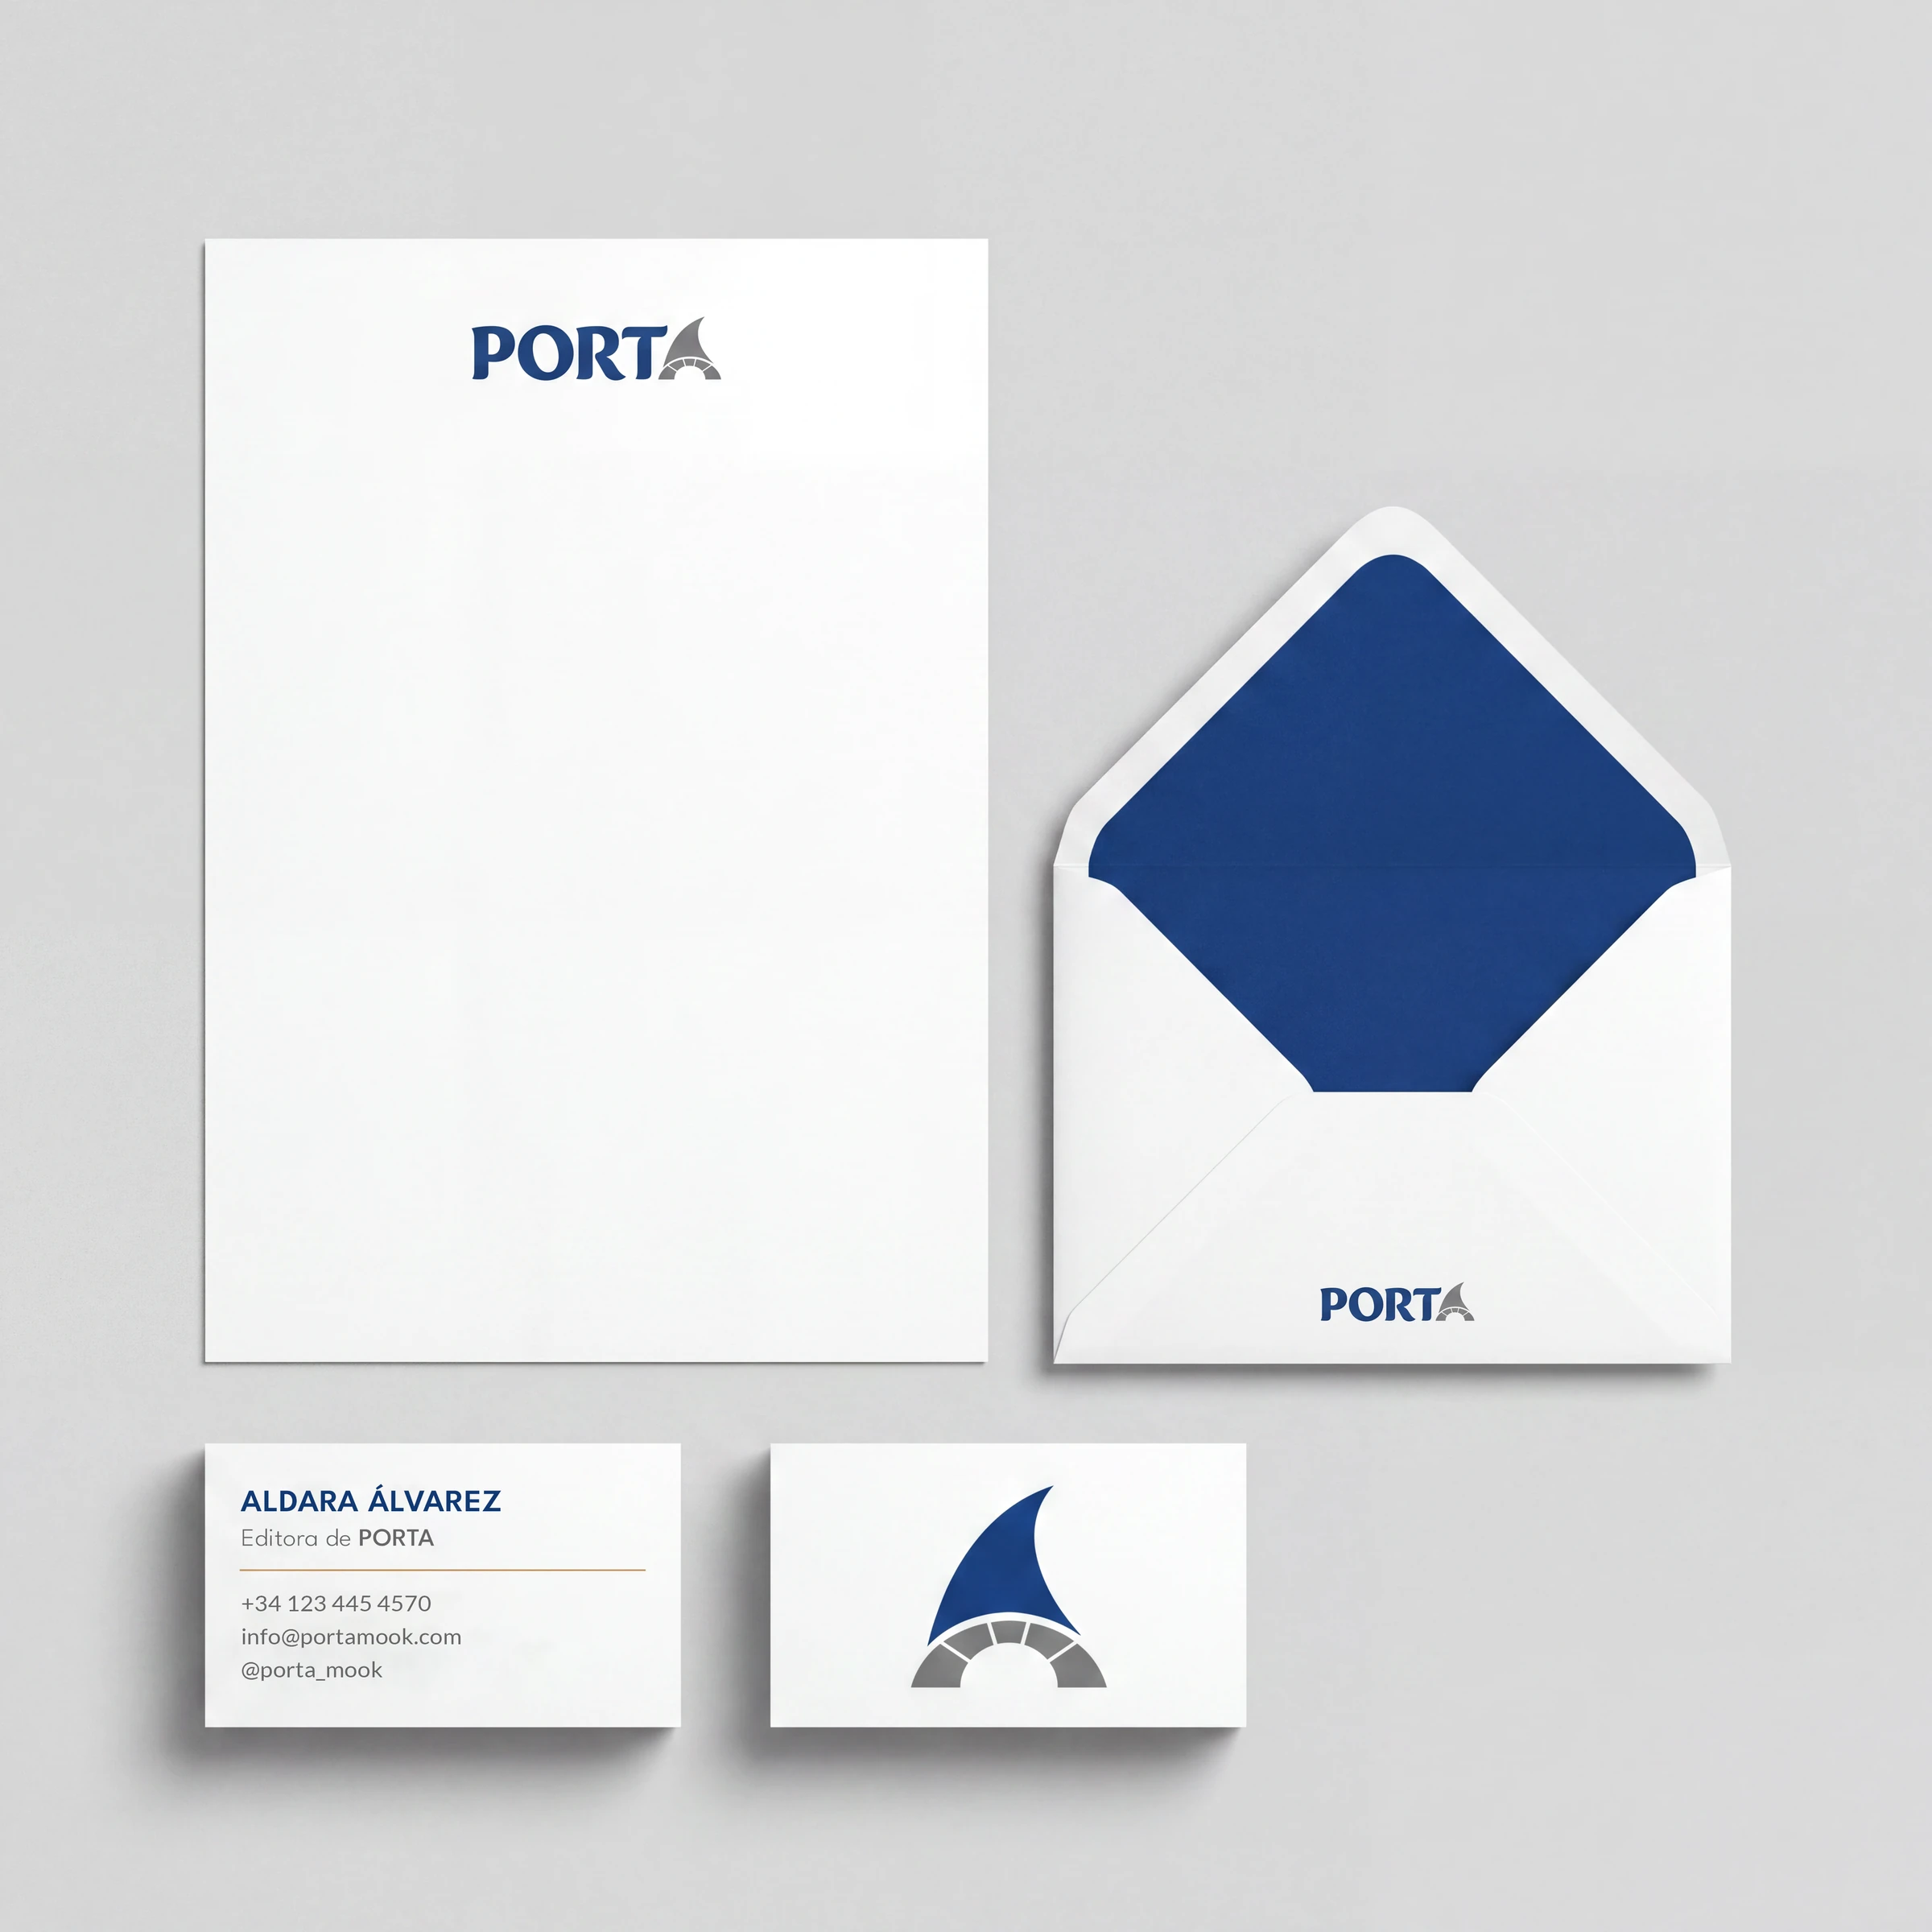 PORTA
PORTA
ALDARA ÁLVAREZ
Editora de PORTA
+34 123 445 4570
info@portamook.com
@porta_mook